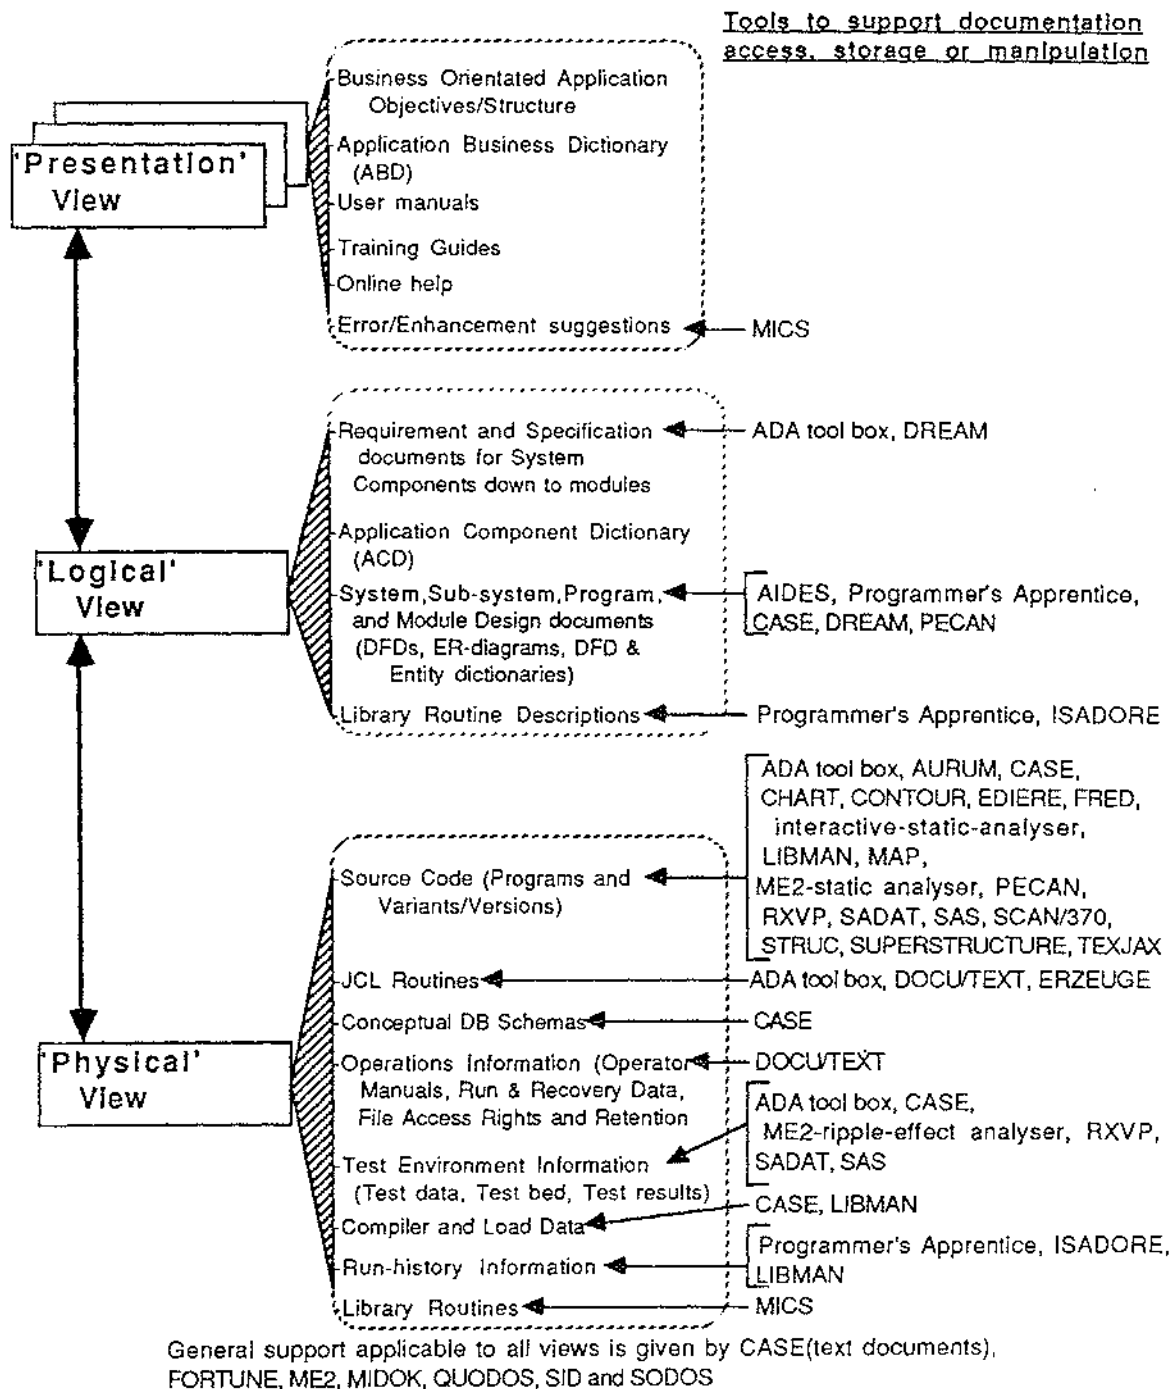 Tools to support documentation
access, storage or manipulation
'Presentation'
View
Business Orientated Application
Objectives/Structure
Application Business Dictionary
(ABD)
User manuals
Training Guides
Online help
Error/Enhancement suggestions
MICS
'Logical'
View
Requirement and Specification
documents for System
Components down to modules
ADA tool box, DREAM
Application Component Dictionary
(ACD)
System,Sub-system,Program,
and Module Design documents
(DFDs, ER-diagrams, DFD &
Entity dictionaries)
AIDES, Programmer's Apprentice,
CASE, DREAM, PECAN
Library Routine Descriptions
Programmer's Apprentice, ISADORE
'Physical'
View
Source Code (Programs and
Variants/Versions)
ADA tool box, AURUM, CASE,
CHART, CONTOUR, EDIERE, FRED,
interactive-static-analyser,
LIBMAN, MAP,
ME2-static analyser, PECAN,
RXVP, SADAT, SAS, SCAN/370,
STRUC, SUPERSTRUCTURE, TEXJAX
JCL Routines
ADA tool box, DOCU/TEXT, ERZEUGE
Conceptual DB Schemas
CASE
Operations Information (Operator
Manuals, Run & Recovery Data,
File Access Rights and Retention
DOCU/TEXT
Test Environment Information
(Test data, Test bed, Test results)
ADA tool box, CASE,
ME2-ripple-effect analyser, RXVP,
SADAT, SAS
Compiler and Load Data
CASE, LIBMAN
Run-history Information
Programmer's Apprentice, ISADORE,
LIBMAN
Library Routines
MICS
General support applicable to all views is given by CASE(text documents),
FORTUNE, ME2, MIDOK, QUODOS, SID and SODOS